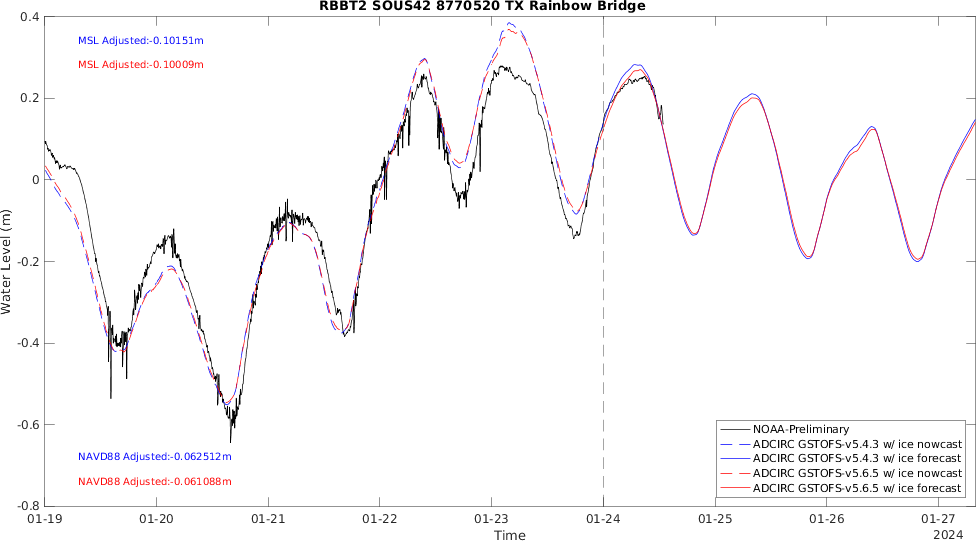 RBBT2 SOUS42 8770520 TX Rainbow Bridge
MSL Adjusted:-0.10151m
MSL Adjusted:-0.10009m
NAVD88 Adjusted:-0.062512m
NAVD88 Adjusted:-0.061088m
Water Level (m)
0.4
0.2
0
-0.2
-0.4
-0.6
-0.8
NOAA-Preliminary
ADCIRC GSTOFS-v5.4.3 w/ ice nowcast
ADCIRC GSTOFS-v5.4.3 w/ ice forecast
ADCIRC GSTOFS-v5.6.5 w/ ice nowcast
ADCIRC GSTOFS-v5.6.5 w/ ice forecast
01-19 01-20 01-21 01-22 01-23 01-24 01-25 01-26 01-27
Time
2024